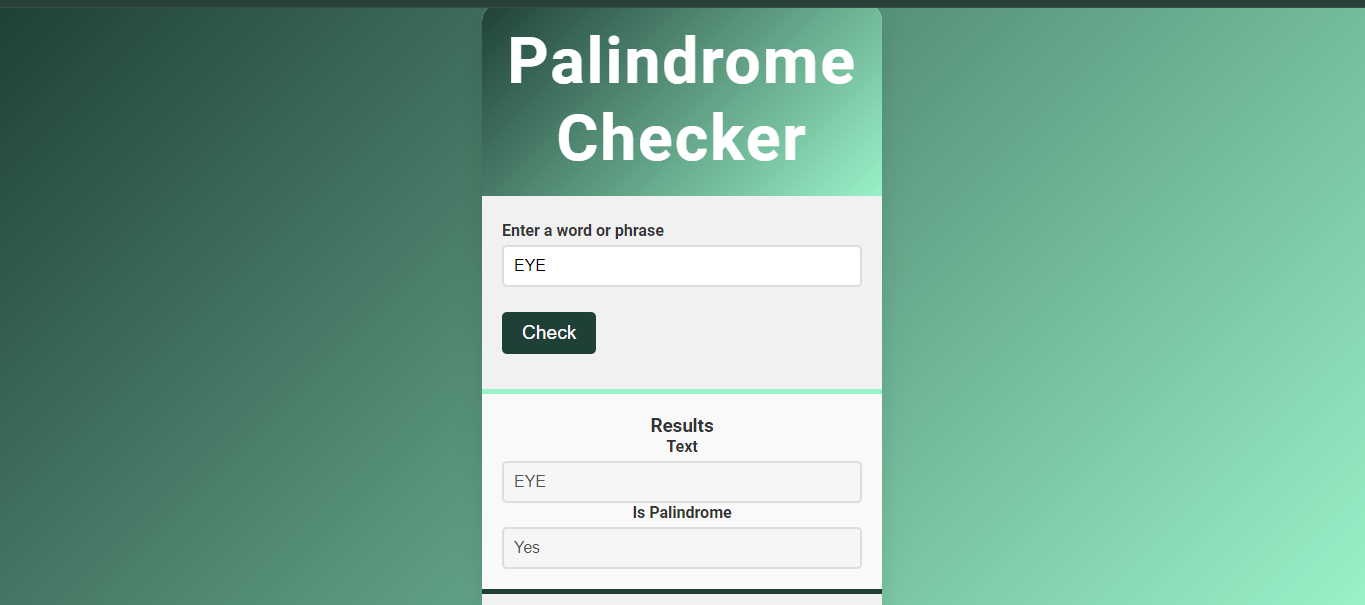 Palindrome
Checker
Enter a word or phrase
EYE
Check
Results
Text
EYE
Is Palindrome
Yes